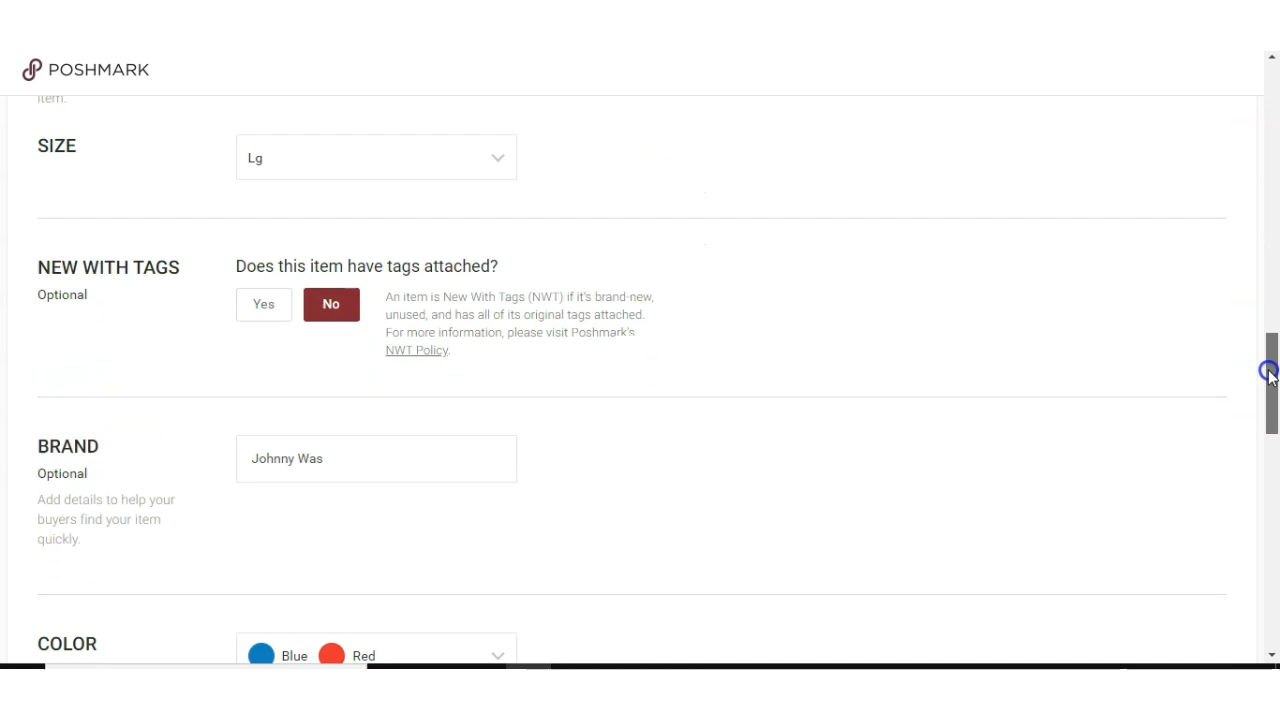 POSHMARK
item.
SIZE
Lg
NEW WITH TAGS
Optional
Does this item have tags attached?
Yes
No
An item is New With Tags (NWT) if it's brand-new,
unused, and has all of its original tags attached.
For more information, please visit Poshmark's
NWT Policy.
BRAND
Optional
Add details to help your
buyers find your item
quickly.
Johnny Was
COLOR
Blue Red